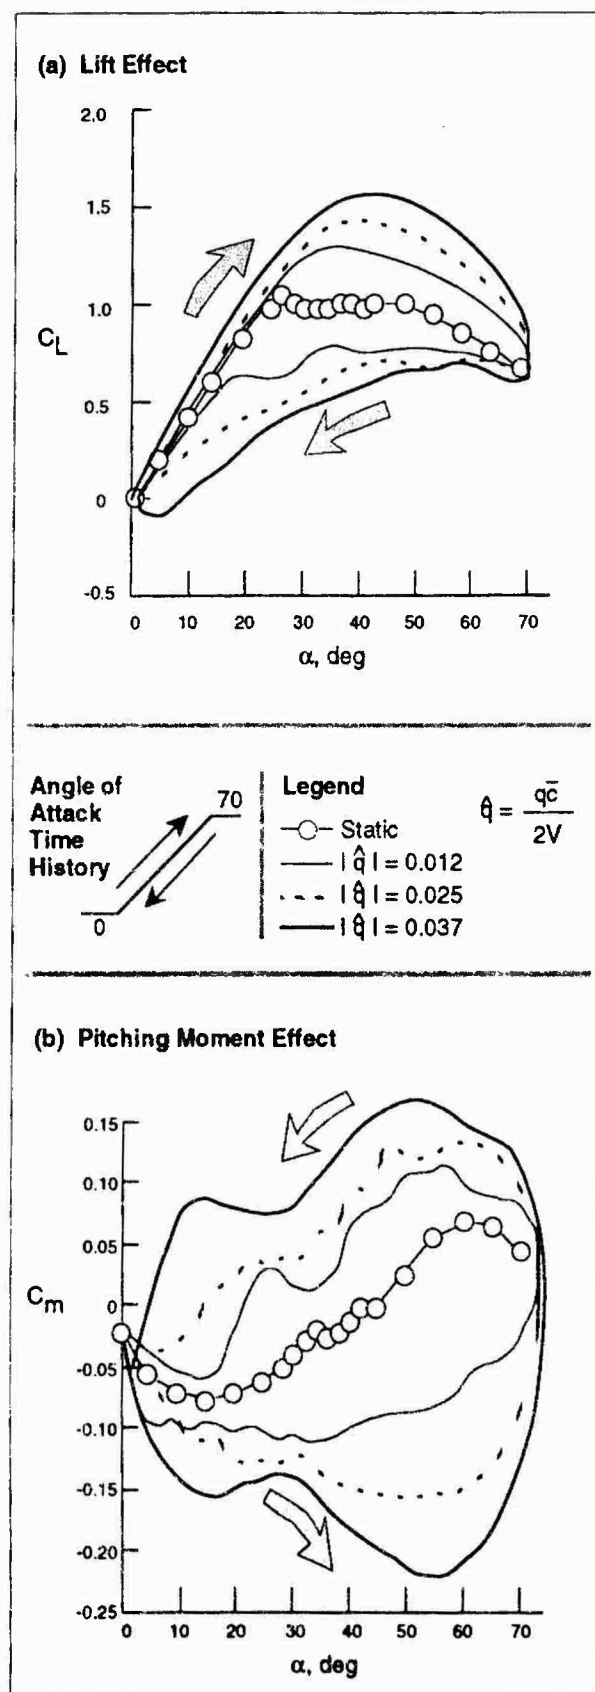 (a) Lift Effect
2.0
1.5
1.0
0.5
0
-0.5
C_L
0 10 20 30 40 50 60 70
α, deg
Angle of
Attack
Time
History
70
0
Legend
Static
| q̂ | = 0.012
| q̂ | = 0.025
| q̂ | = 0.037
q̂ = qc̄ / 2V
(b) Pitching Moment Effect
0.15
0.10
0.05
0
-0.05
-0.10
-0.15
-0.20
-0.25
C_m
0 10 20 30 40 50 60 70
α, deg